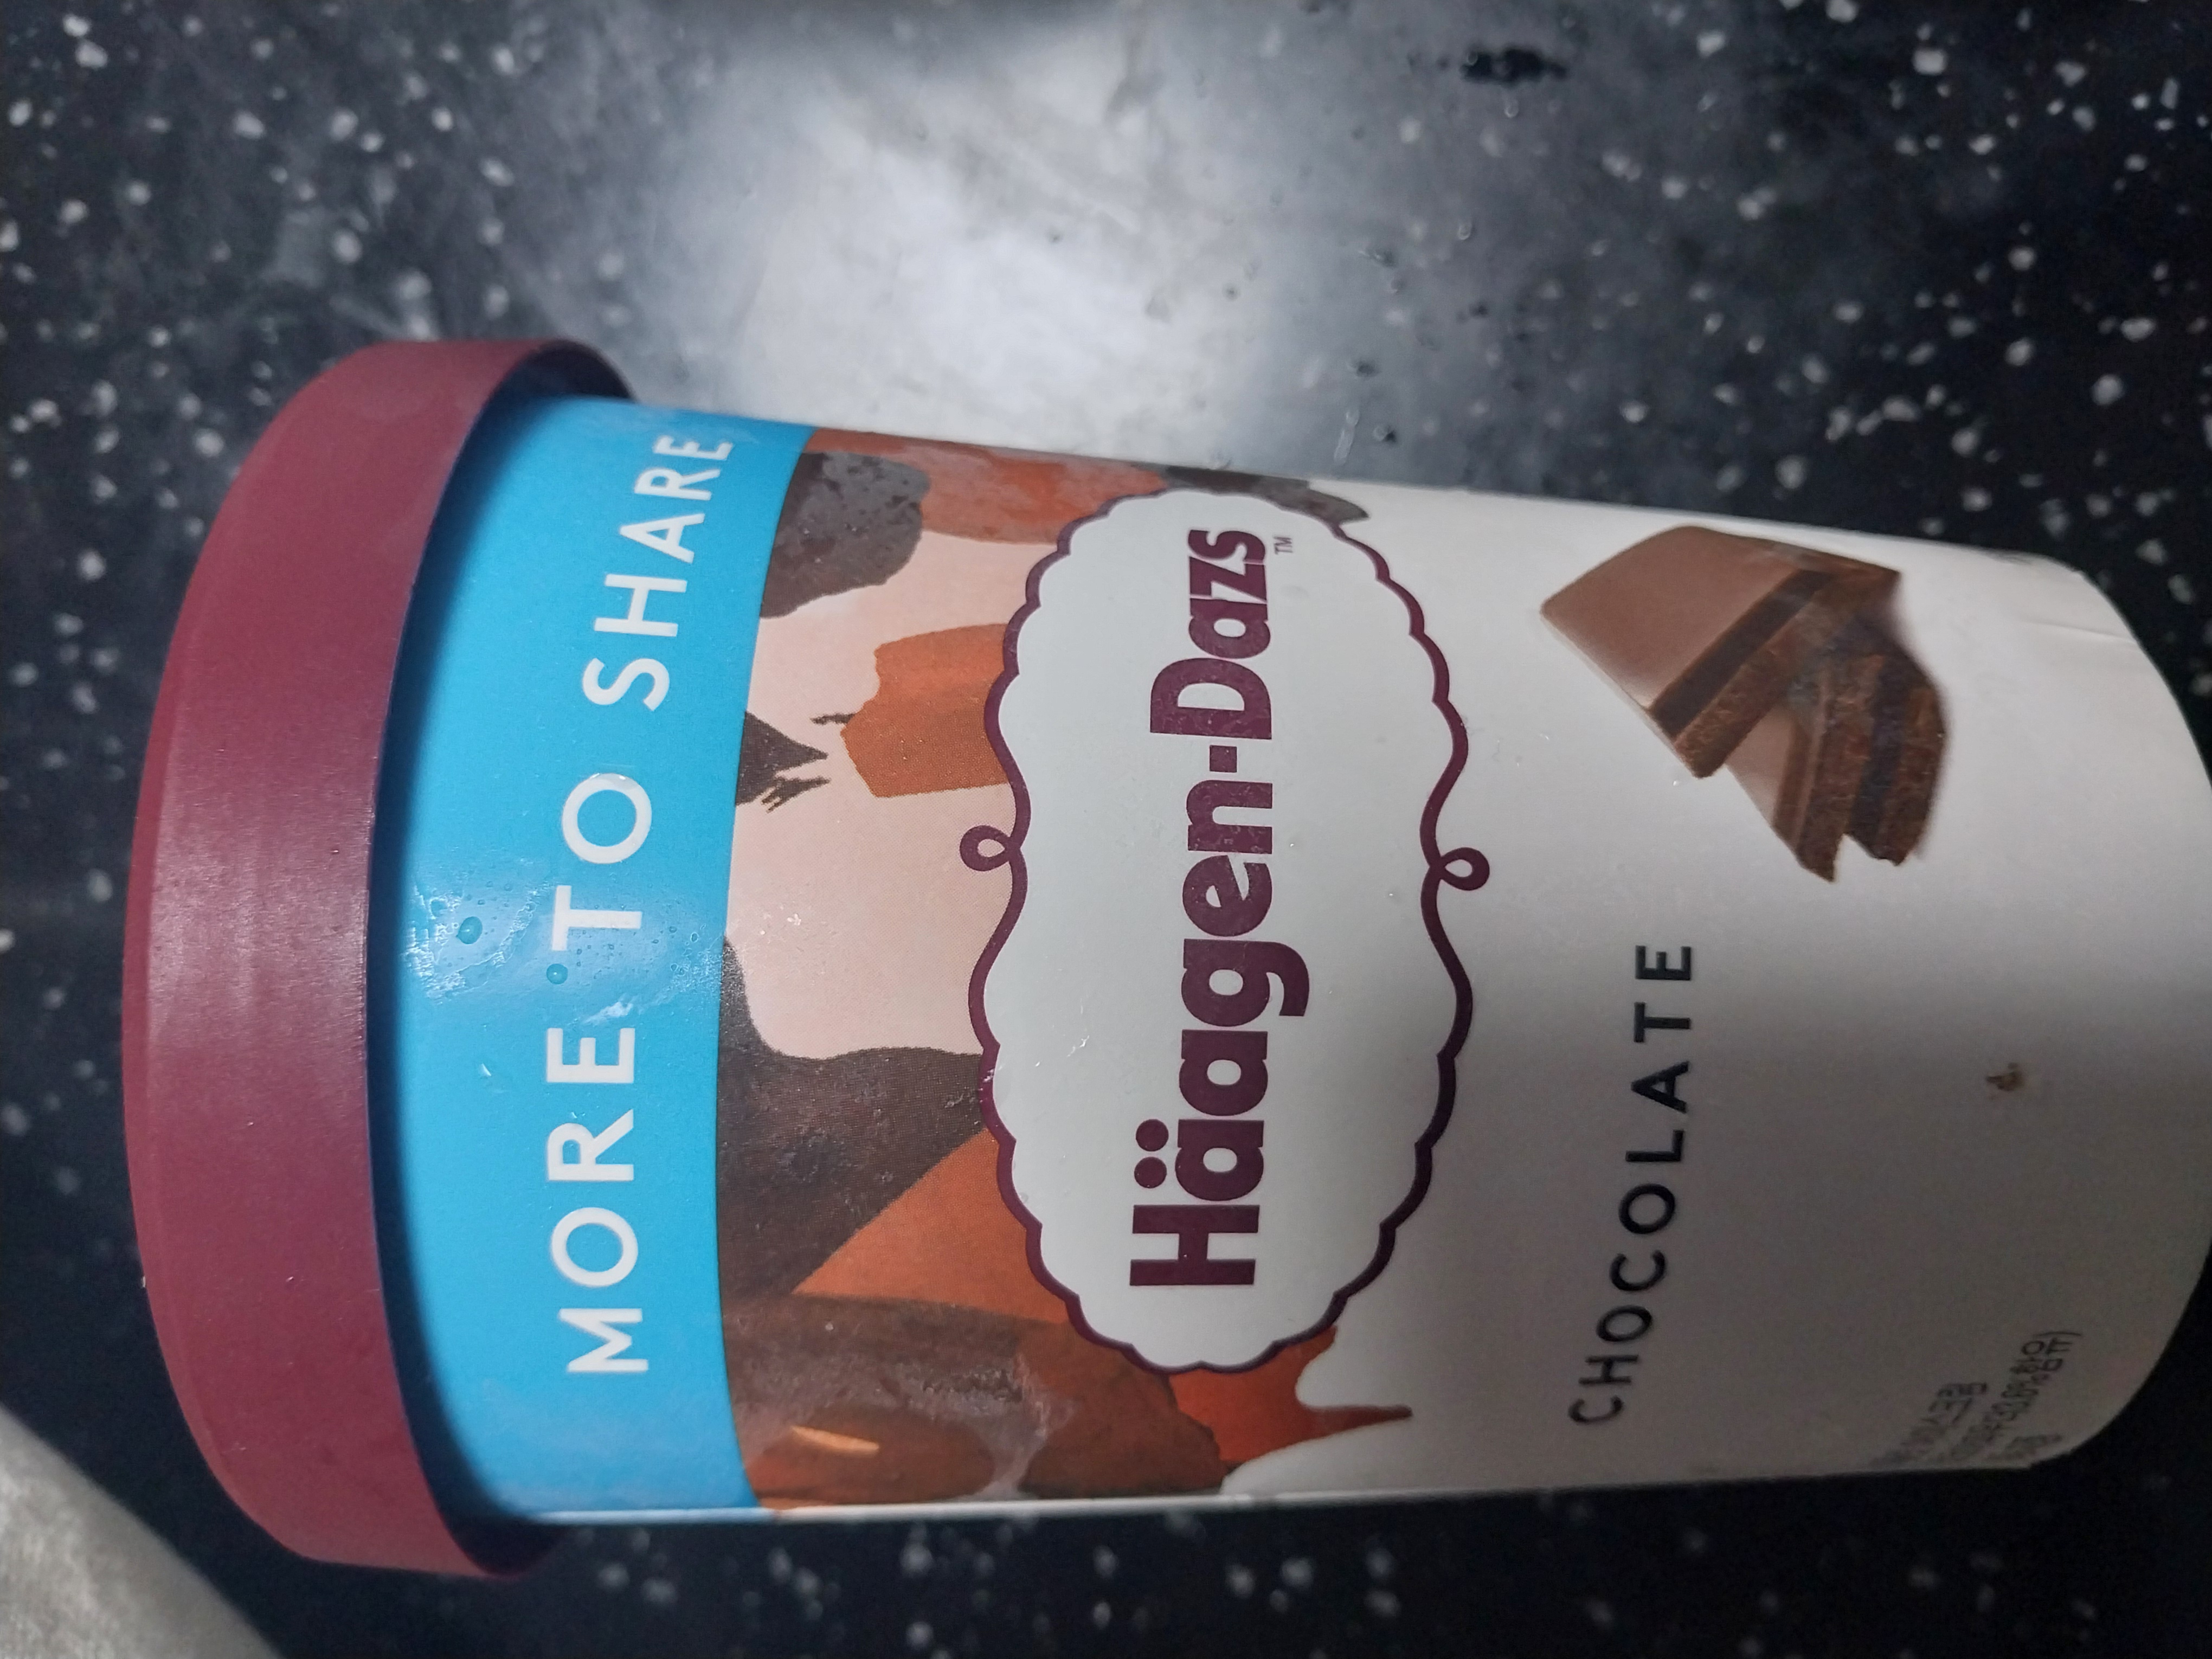 MORE TO SHARE
Häagen-Dazs™
CHOCOLATE